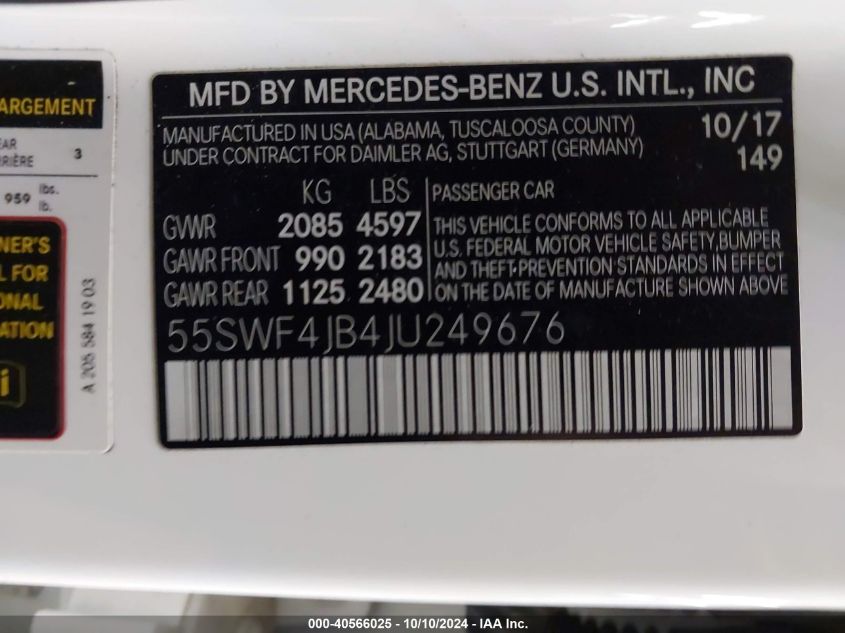 ARGEMENT
3
959 lbs.
lb.
NER'S
L FOR
ONAL
ATION
i
A 205 584 19 03
MFD BY MERCEDES-BENZ U.S. INTL., INC
MANUFACTURED IN USA (ALABAMA, TUSCALOOSA COUNTY) 10/17
UNDER CONTRACT FOR DAIMLER AG, STUTTGART (GERMANY) 149
KG LBS PASSENGER CAR
GVWR 2085 4597 THIS VEHICLE CONFORMS TO ALL APPLICABLE
GAWR FRONT 990 2183 U.S. FEDERAL MOTOR VEHICLE SAFETY, BUMPER
AND THEFT-PREVENTION STANDARDS IN EFFECT
GAWR REAR 1125 2480 ON THE DATE OF MANUFACTURE SHOWN ABOVE
55SWF4JB4JU249676
000-40566025 - 10/10/2024 - IAA Inc.